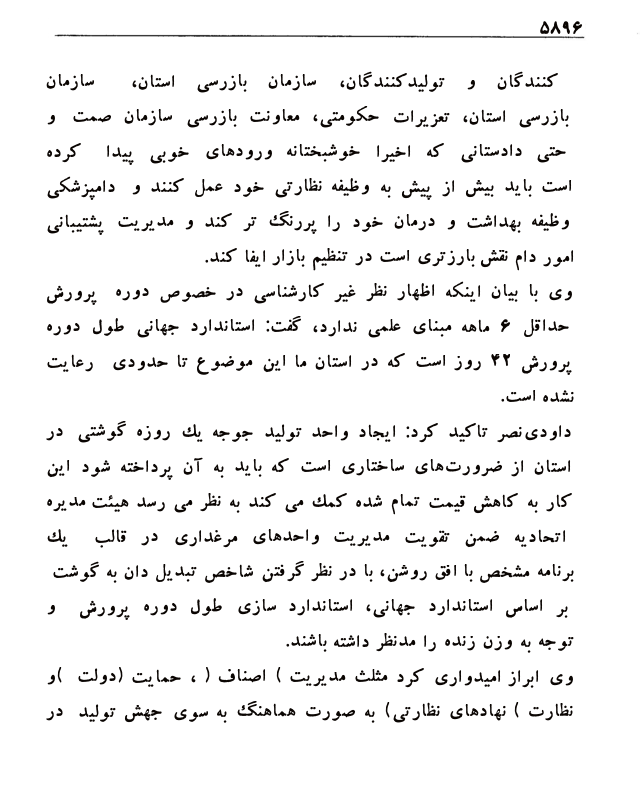 ۵۸۹۶
کنندگان و تولیدکنندگان، سازمان بازرسی استان، سازمان
بازرسی استان، تعزیرات حکومتی، معاونت بازرسی سازمان صمت و
حتی دادستانی که اخیرا خوشبختانه ورودهای خوبی پیدا کرده
است باید بیش از پیش به وظیفه نظارتی خود عمل کنند و دامپزشکی
وظیفه بهداشت و درمان خود را پررنگ تر کند و مدیریت پشتیبانی
امور دام نقش بارزتری است در تنظیم بازار ایفا کند.
وی با بیان اینکه اظهار نظر غیر کارشناسی در خصوص دوره پرورش
حداقل ۶ ماهه مبنای علمی ندارد، گفت: استاندارد جهانی طول دوره
پرورش ۴۲ روز است که در استان ما این موضوع تا حدودی رعایت
نشده است.
داودی‌نصر تاکید کرد: ایجاد واحد تولید جوجه یك روزه گوشتی در
استان از ضرورت‌های ساختاری است که باید به آن پرداخته شود این
کار به کاهش قیمت تمام شده کمك می کند به نظر می رسد هیئت مدیره
اتحادیه ضمن تقویت مدیریت واحدهای مرغداری در قالب یك
برنامه مشخص با افق روشن، با در نظر گرفتن شاخص تبدیل دان به گوشت
بر اساس استاندارد جهانی، استاندارد سازی طول دوره پرورش و
توجه به وزن زنده را مدنظر داشته باشند.
وی ابراز امیدواری کرد مثلث مدیریت ) اصناف ( ، حمایت (دولت )و
نظارت ) نهادهای نظارتی) به صورت هماهنگ به سوی جهش تولید در